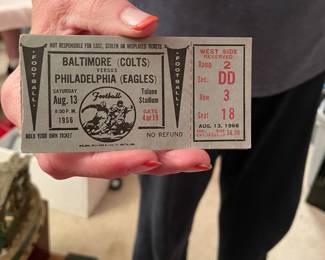 NOT RESPONSIBLE FOR LOST, STOLEN OR MISPLACED TICKETS
FOOTBALL
BALTIMORE (COLTS)
VERSUS
PHILADELPHIA (EAGLES)
SATURDAY
AUG. 13
8:00 P.M.
1966
Football
Tulane
Stadium
GATE
4 or 19
HOLD YOUR OWN TICKET
NO REFUND
FOOTBALL
WEST SIDE
RESERVED
Ramp 2
Sec. DD
Row 3
Seat 18
AUG. 13, 1966